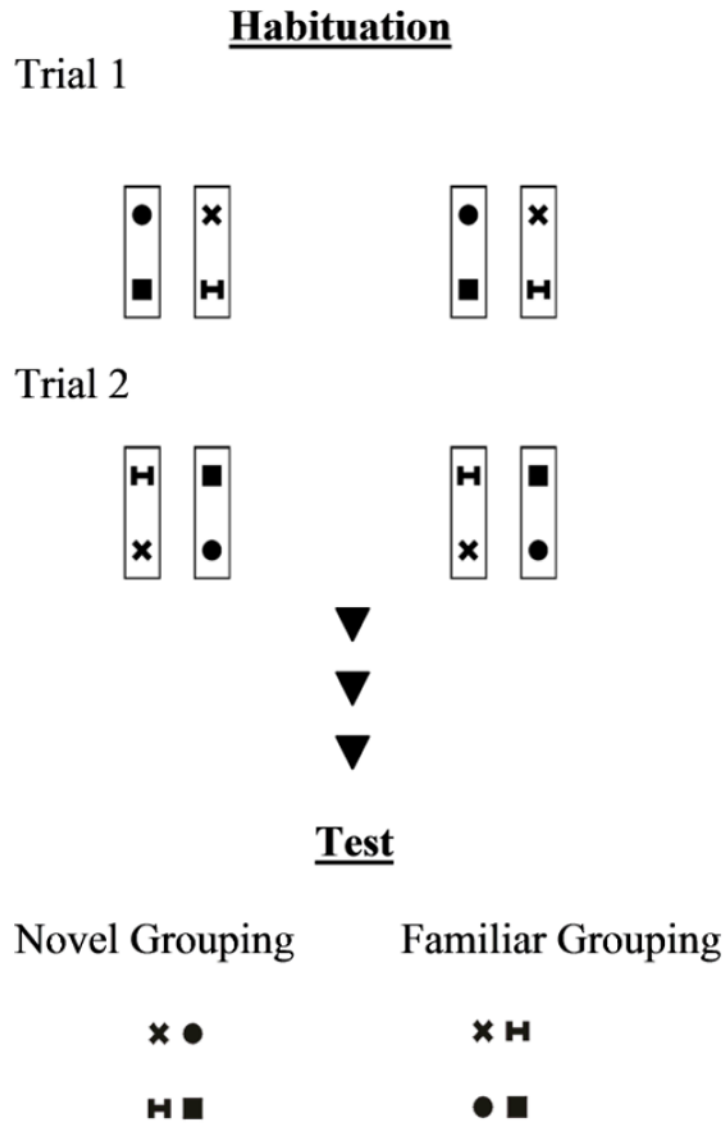 Habituation
Trial 1
Trial 2
Test
Novel Grouping
Familiar Grouping